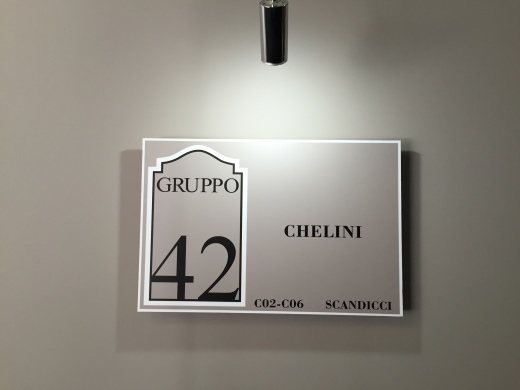 GRUPPO
42
CHELINI
C02-C06 SCANDICCI